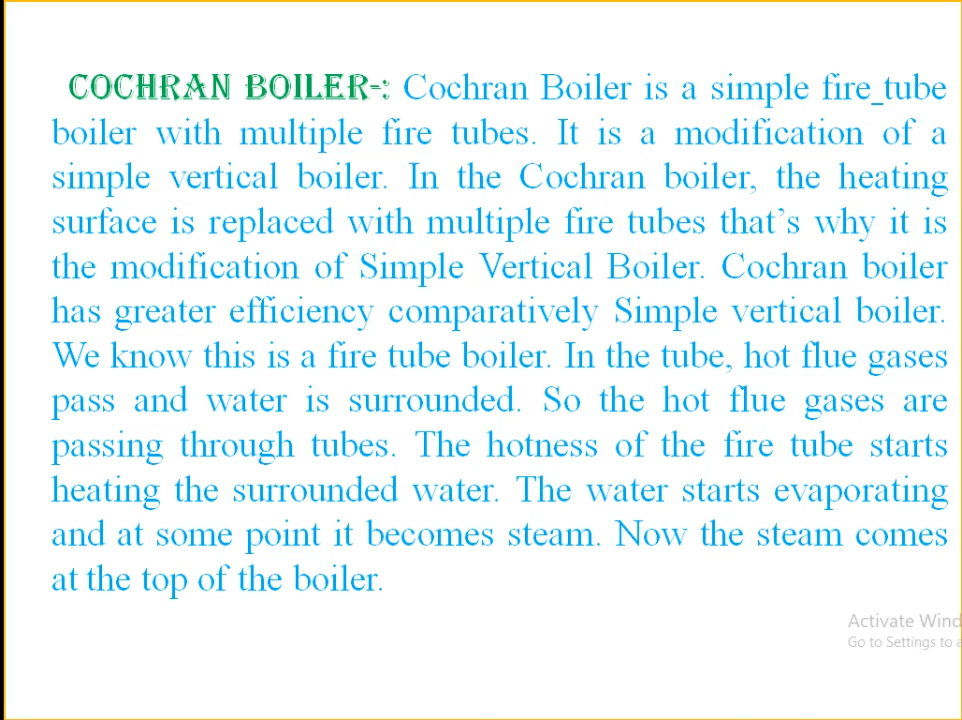 COCHRAN BOILER-: Cochran Boiler is a simple fire_tube
boiler with multiple fire tubes. It is a modification of a
simple vertical boiler. In the Cochran boiler, the heating
surface is replaced with multiple fire tubes that’s why it is
the modification of Simple Vertical Boiler. Cochran boiler
has greater efficiency comparatively Simple vertical boiler.
We know this is a fire tube boiler. In the tube, hot flue gases
pass and water is surrounded. So the hot flue gases are
passing through tubes. The hotness of the fire tube starts
heating the surrounded water. The water starts evaporating
and at some point it becomes steam. Now the steam comes
at the top of the boiler.
Activate Wind
Go to Settings to a